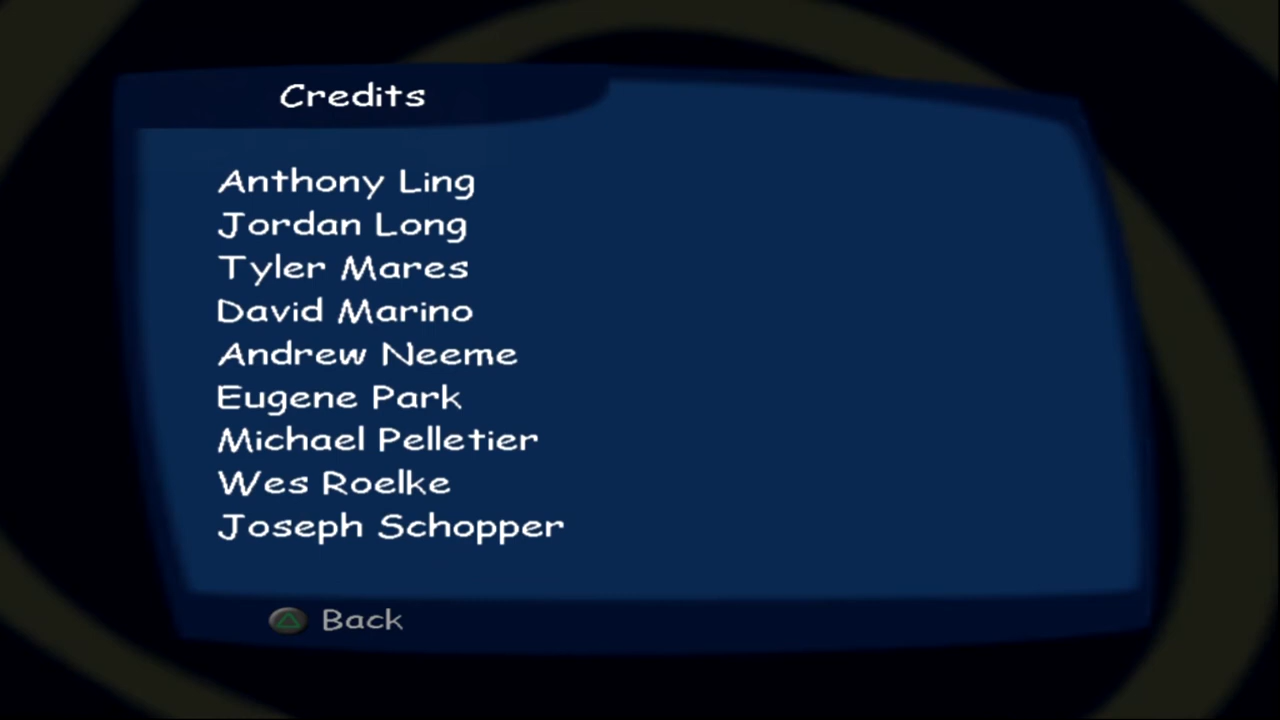 Credits
Anthony Ling
Jordan Long
Tyler Mares
David Marino
Andrew Neeme
Eugene Park
Michael Pelletier
Wes Roelke
Joseph Schopper
Back